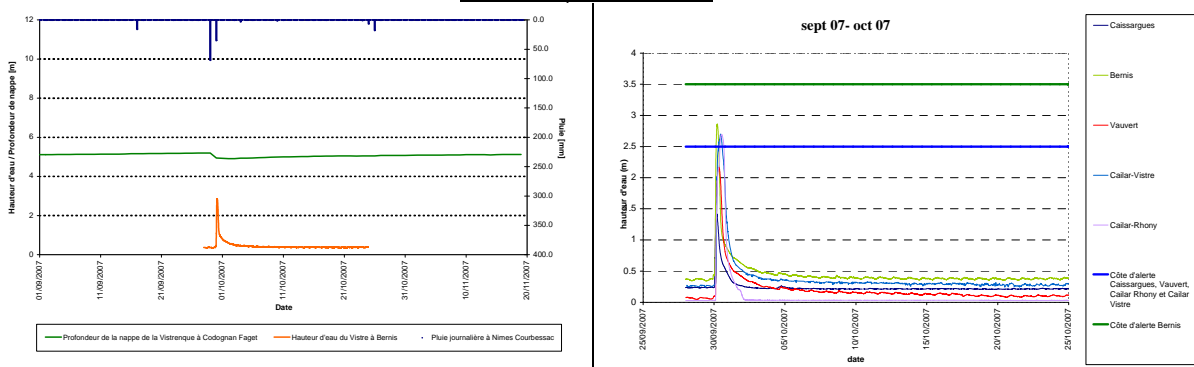 12
10
8
6
4
2
0
Hauteur d'eau / Profondeur de nappe [m]
01/09/2007
11/09/2007
21/09/2007
01/10/2007
11/10/2007
21/10/2007
31/10/2007
10/11/2007
20/11/2007
Date
0.0
50.0
100.0
150.0
200.0
250.0
300.0
350.0
400.0
Pluie [mm]
Profondeur de la nappe de la Vistrenque à Codognan Faget
Hauteur d'eau du Vistre à Bernis
Pluie journalière à Nimes Courbessac
sept 07- oct 07
4
3.5
3
2.5
2
1.5
1
0.5
0
hauteur d'eau (m)
25/09/2007
30/09/2007
05/10/2007
10/10/2007
15/10/2007
20/10/2007
25/10/2007
date
Caissargues
Bernis
Vauvert
Cailar-Vistre
Cailar-Rhony
Côte d'alerte
Caissargues, Vauvert,
Cailar Rhony et Cailar
Vistre
Côte d'alerte Bernis